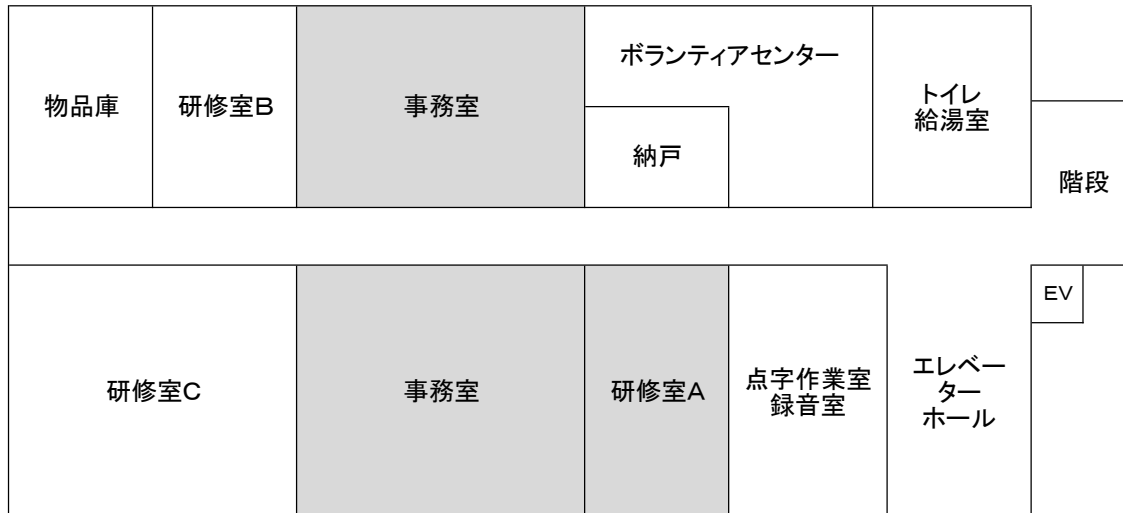 ボランティアセンター
物品庫
研修室B
事務室
トイレ
給湯室
納戸
階段
EV
研修室C
事務室
研修室A
点字作業室
録音室
エレベー
ター
ホール